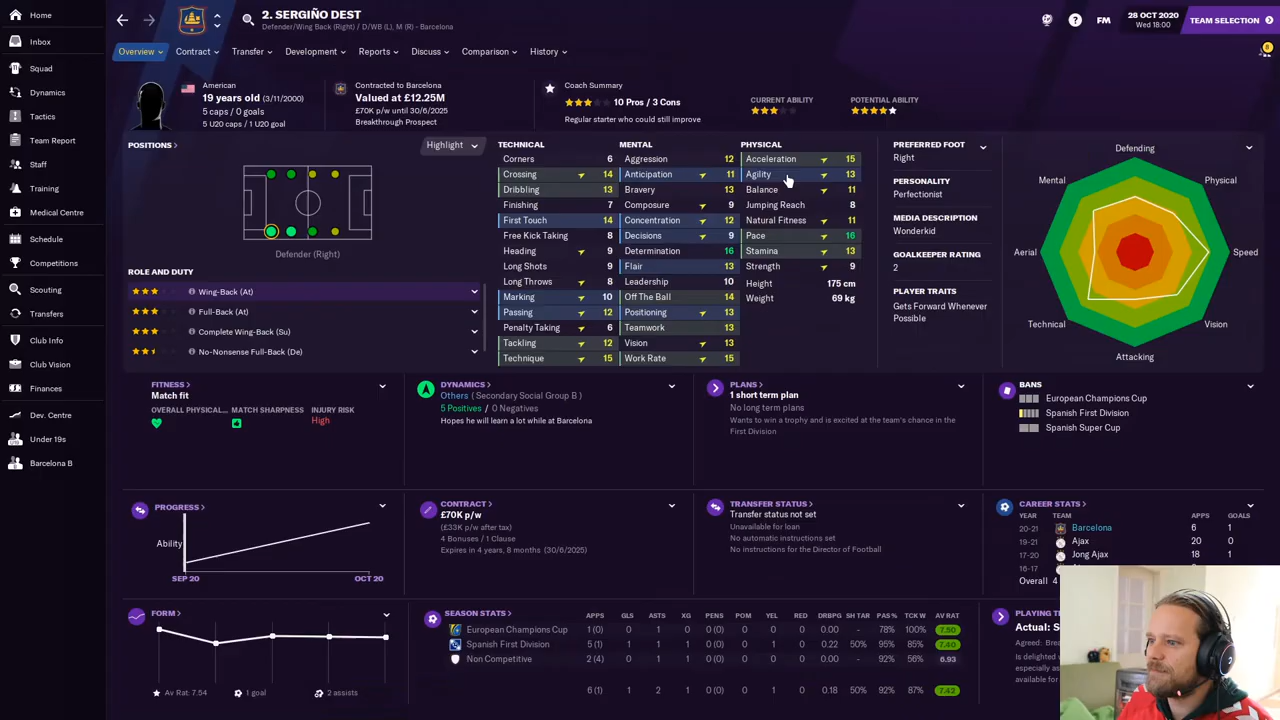 Home
Inbox
Squad
Dynamics
Tactics
Team Report
Staff
Training
Medical Centre
Schedule
Competitions
Scouting
Transfers
Club Info
Club Vision
Finances
Dev. Centre
Under 19s
Barcelona B
2. SERGIÑO DEST
Defender/Wing Back (Right) / D/WB (L), M (R) - Barcelona
FM
28 OCT 2020
Wed 18:00
TEAM SELECTION
Overview
Contract
Transfer
Development
Reports
Discuss
Comparison
History
American
19 years old (3/11/2000)
5 caps / 0 goals
5 U20 caps / 1 U20 goal
Contracted to Barcelona
Valued at £12.25M
£70K p/w until 30/6/2025
Breakthrough Prospect
Coach Summary
10 Pros / 3 Cons
Regular starter who could still improve
CURRENT ABILITY
POTENTIAL ABILITY
POSITIONS
Highlight
Defender (Right)
ROLE AND DUTY
Wing-Back (At)
Full-Back (At)
Complete Wing-Back (Su)
No-Nonsense Full-Back (De)
TECHNICAL
Corners 6
Crossing 14
Dribbling 13
Finishing 7
First Touch 14
Free Kick Taking 8
Heading 9
Long Shots 9
Long Throws 8
Marking 10
Passing 12
Penalty Taking 6
Tackling 12
Technique 15
MENTAL
Aggression 12
Anticipation 11
Bravery 13
Composure 9
Concentration 12
Decisions 9
Determination 16
Flair 13
Leadership 10
Off The Ball 14
Positioning 13
Teamwork 13
Vision 13
Work Rate 15
PHYSICAL
Acceleration 15
Agility 13
Balance 11
Jumping Reach 8
Natural Fitness 11
Pace 16
Stamina 13
Strength 9
Height 175 cm
Weight 69 kg
PREFERRED FOOT
Right
PERSONALITY
Perfectionist
MEDIA DESCRIPTION
Wonderkid
GOALKEEPER RATING
2
PLAYER TRAITS
Gets Forward Whenever
Possible
Defending
Mental Physical
Aerial Speed
Technical Vision
Attacking
FITNESS
Match fit
OVERALL PHYSICAL... MATCH SHARPNESS INJURY RISK
High
DYNAMICS
Others ( Secondary Social Group B )
5 Positives / 0 Negatives
Hopes he will learn a lot while at Barcelona
PLANS
1 short term plan
No long term plans
Wants to win a trophy and is excited at the team's chance in the
First Division
BANS
European Champions Cup
Spanish First Division
Spanish Super Cup
PROGRESS
Ability
SEP 20 OCT 20
CONTRACT
£70K p/w
(£33K p/w after tax)
4 Bonuses / 1 Clause
Expires in 4 years, 8 months (30/6/2025)
TRANSFER STATUS
Transfer status not set
Unavailable for loan
No automatic instructions set
No instructions for the Director of Football
CAREER STATS
YEAR TEAM APPS GOALS
20-21 Barcelona 6 1
19-21 Ajax 20 0
17-20 Jong Ajax 18 1
16-17
Overall 4
FORM
Av Rat: 7.54 1 goal 2 assists
SEASON STATS APPS GLS ASTS XG PENS POM YEL RED DRBPG SH TAR PAS% TCK W AV RAT
European Champions Cup 1 (0) 0 1 0 0 (0) 0 0 0 0.00 - 78% 100% 7.50
Spanish First Division 5 (1) 1 1 0 0 (0) 0 1 0 0.22 50% 95% 85% 7.40
Non Competitive 2 (4) 0 1 0 0 (0) 0 0 0 0.00 - 92% 56% 6.93
6 (1) 1 2 1 0 (0) 0 1 0 0.18 50% 92% 87% 7.42
PLAYING T
Actual: S
Agreed: Brea
Is delighted
especially as
failed